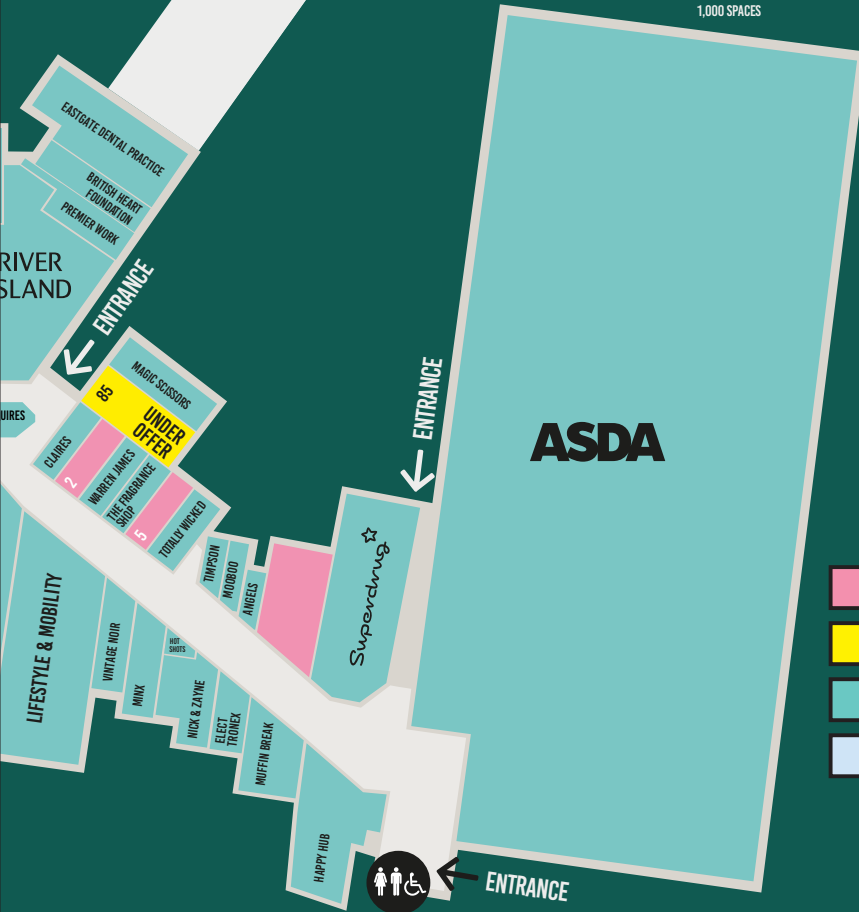 1,000 SPACES
EASTGATE DENTAL PRACTICE
BRITISH HEART
FOUNDATION
PREMIER WORK
RIVER
SLAND
ENTRANCE
MAGIC SCISSORS
85
UNDER
OFFER
UIRES
CLAIRES
2
WARREN JAMES
THE FRAGRANCE
SHOP
5
TOTALLY WICKED
ENTRANCE
ASDA
TIMPSON
MOOBOO
ANGELS
Superdrug
LIFESTYLE & MOBILITY
VINTAGE NOIR
MINX
HOT
SHOTS
NICK & ZAYNE
ELECT
TRONEX
MUFFIN BREAK
HAPPY HUB
ENTRANCE